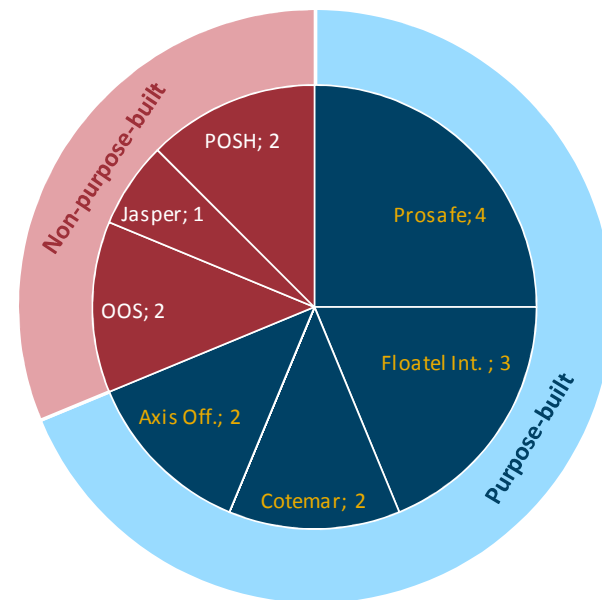 POSH; 2
Non-purpose-built
Jasper; 1
Prosafe; 4
OOS; 2
Floatel Int. ; 3
Axis Off.; 2
Purpose-built
Cotemar; 2